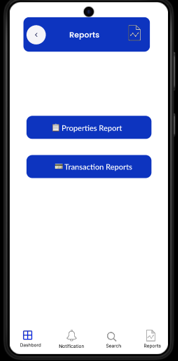 Reports
Properties Report
Transaction Reports
Dashboard
Notification
Search
Reports